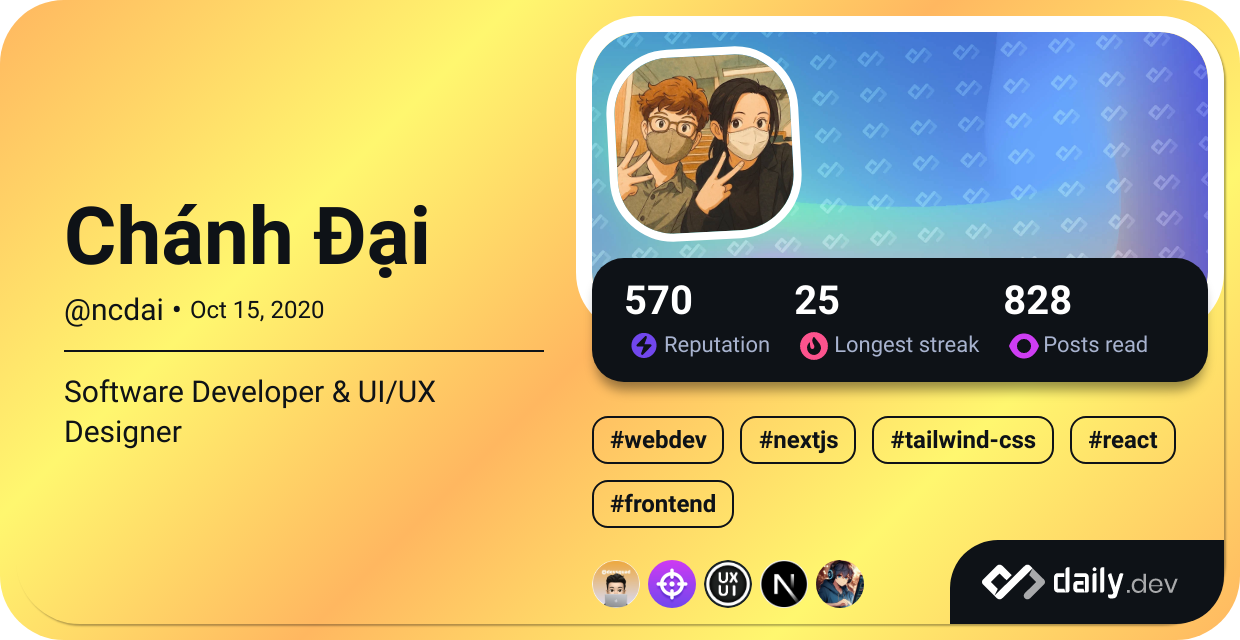 Chánh Đại
@ncdai • Oct 15, 2020
Software Developer & UI/UX
Designer
570
Reputation
25
Longest streak
828
Posts read
#webdev
#nextjs
#tailwind-css
#react
#frontend
UX
UI
N
daily.dev